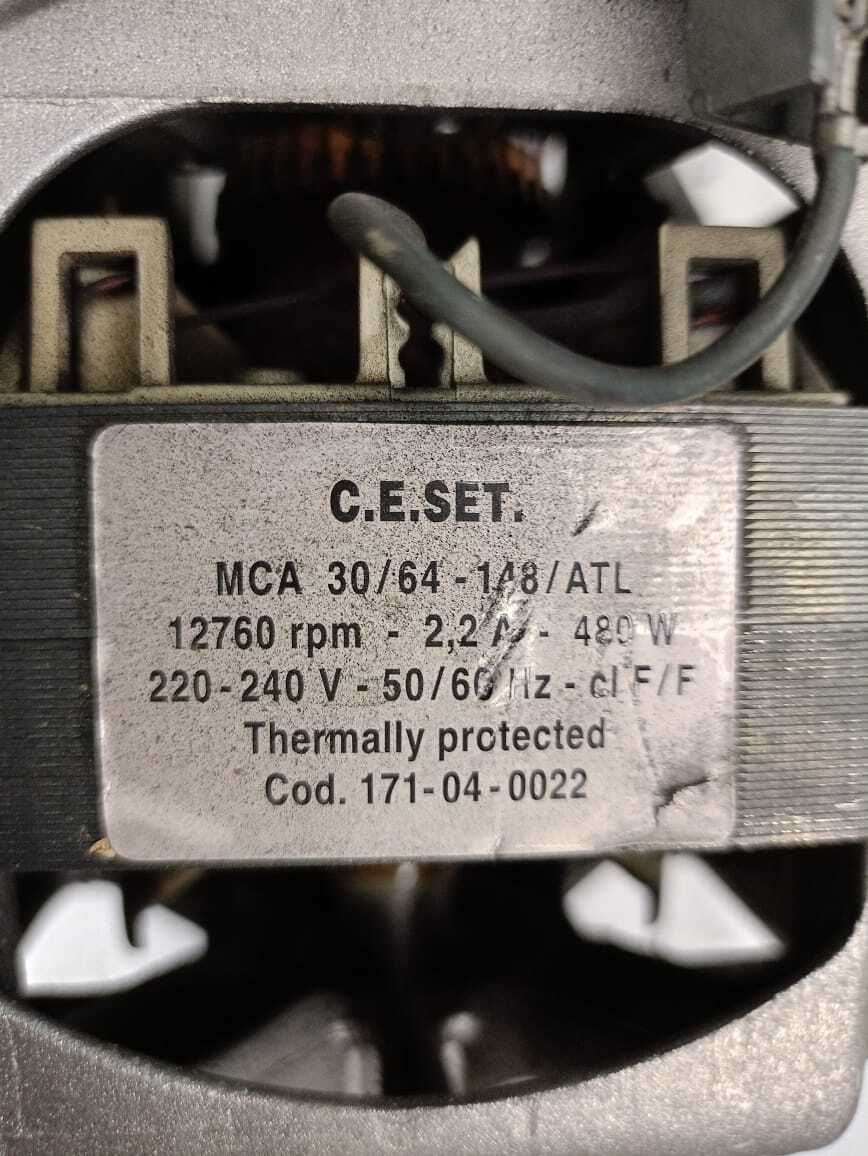 C.E.SET.
MCA 30/64-148/ATL
12760 rpm - 2,2 A - 480 W
220-240 V - 50/60 Hz - cl F/F
Thermally protected
Cod. 171-04-0022